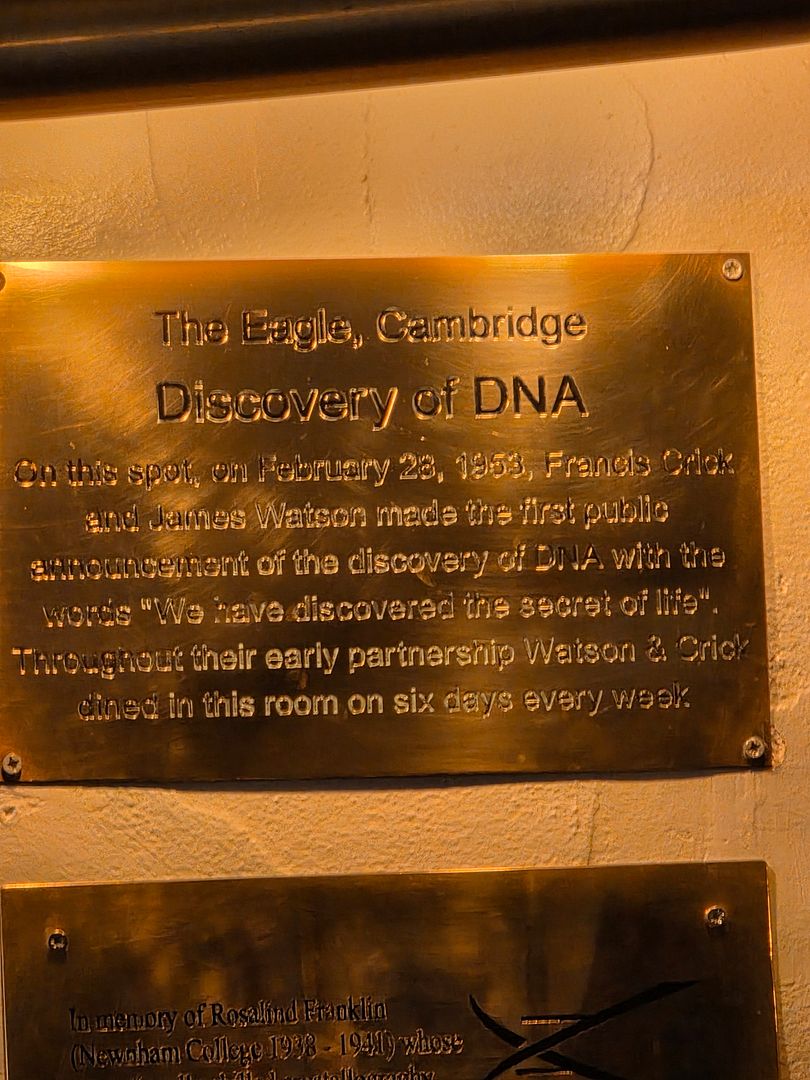 The Eagle, Cambridge
Discovery of DNA
On this spot, on February 28, 1953, Francis Crick
and James Watson made the first public
announcement of the discovery of DNA with the
words "We have discovered the secret of life".
Throughout their early partnership Watson & Crick
dined in this room on six days every week
In memory of Rosalind Franklin
(Newnham College 1938 - 1941) whose
crystallography